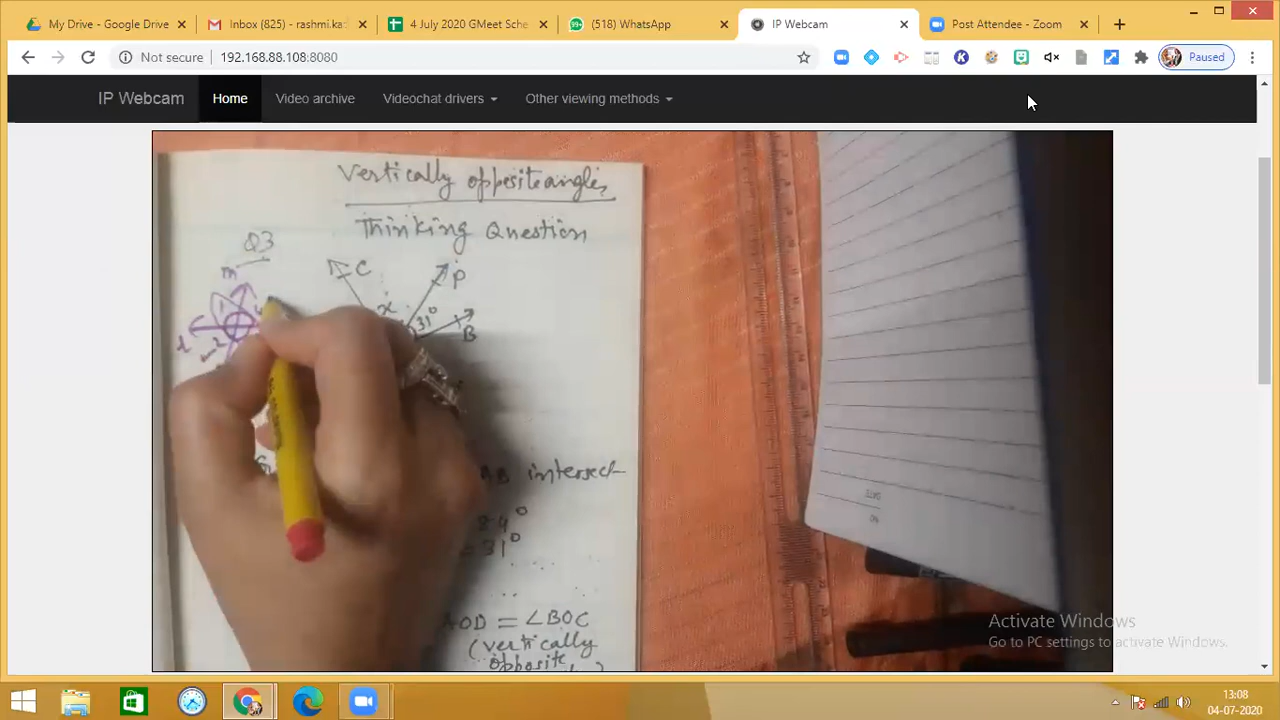 My Drive - Google Drive
Inbox (825) - rashmi.ka
4 July 2020 GMeet Sche
(518) WhatsApp
IP Webcam
Post Attendee - Zoom
Not secure
192.168.88.108:8080
Paused
IP Webcam
Home
Video archive
Videochat drivers
Other viewing methods
Vertically opposite angles
Thinking Question
Q3
m
C
P
x
31°
B
l
2
AB intersect
24°
= 31°
AOD = ∠BOC
(vertically
opposite
Activate Windows
Go to PC settings to activate Windows.
13:08
04-07-2020